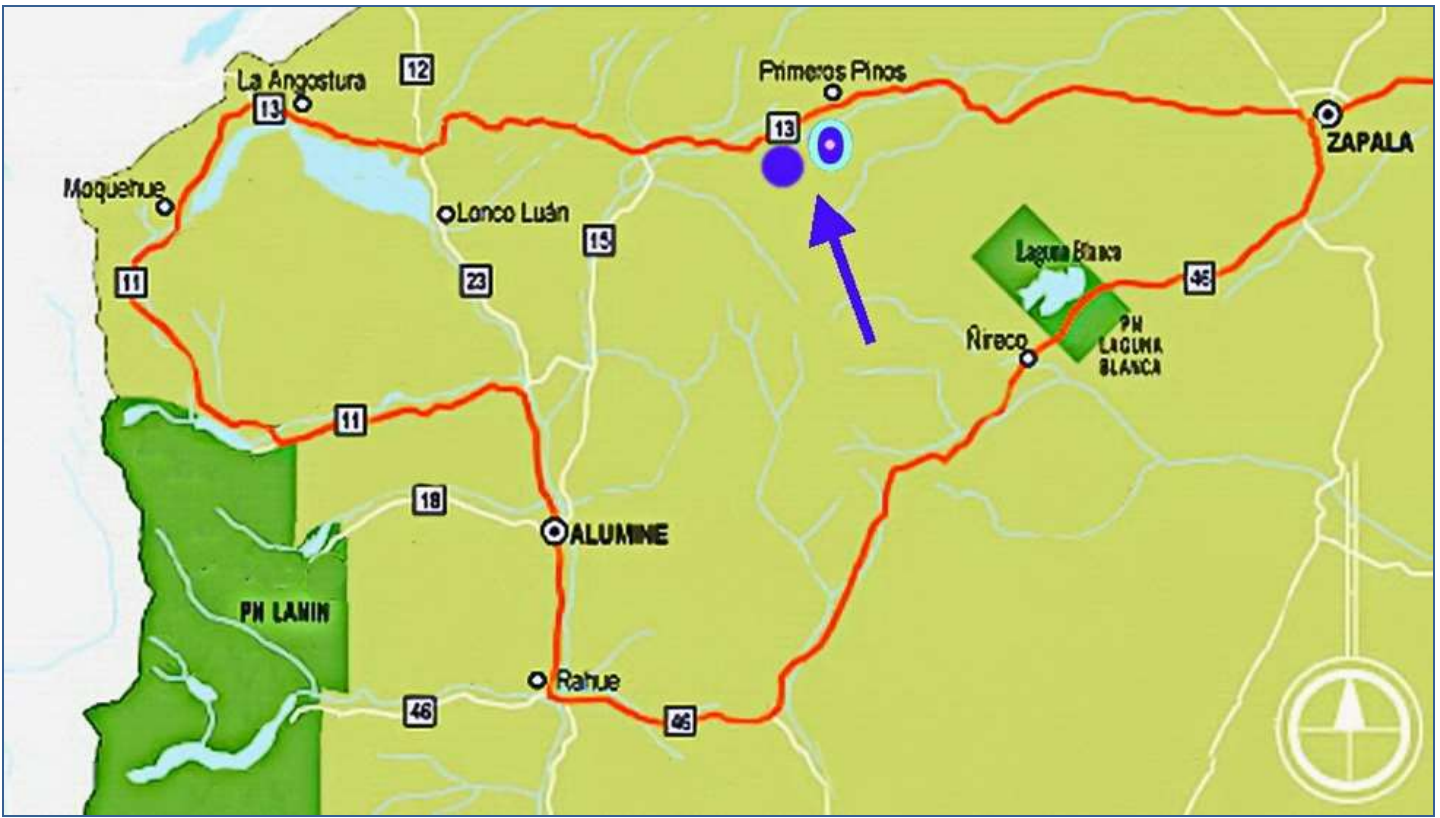 12
La Angostura
13
Primeros Pinos
13
ZAPALA
Moquehue
Lonco Luán
15
11
23
Laguna Blanca
46
PN
LAGUNA
BLANCA
Ñireco
11
18
ALUMINE
PN LANIN
Rahue
46
46